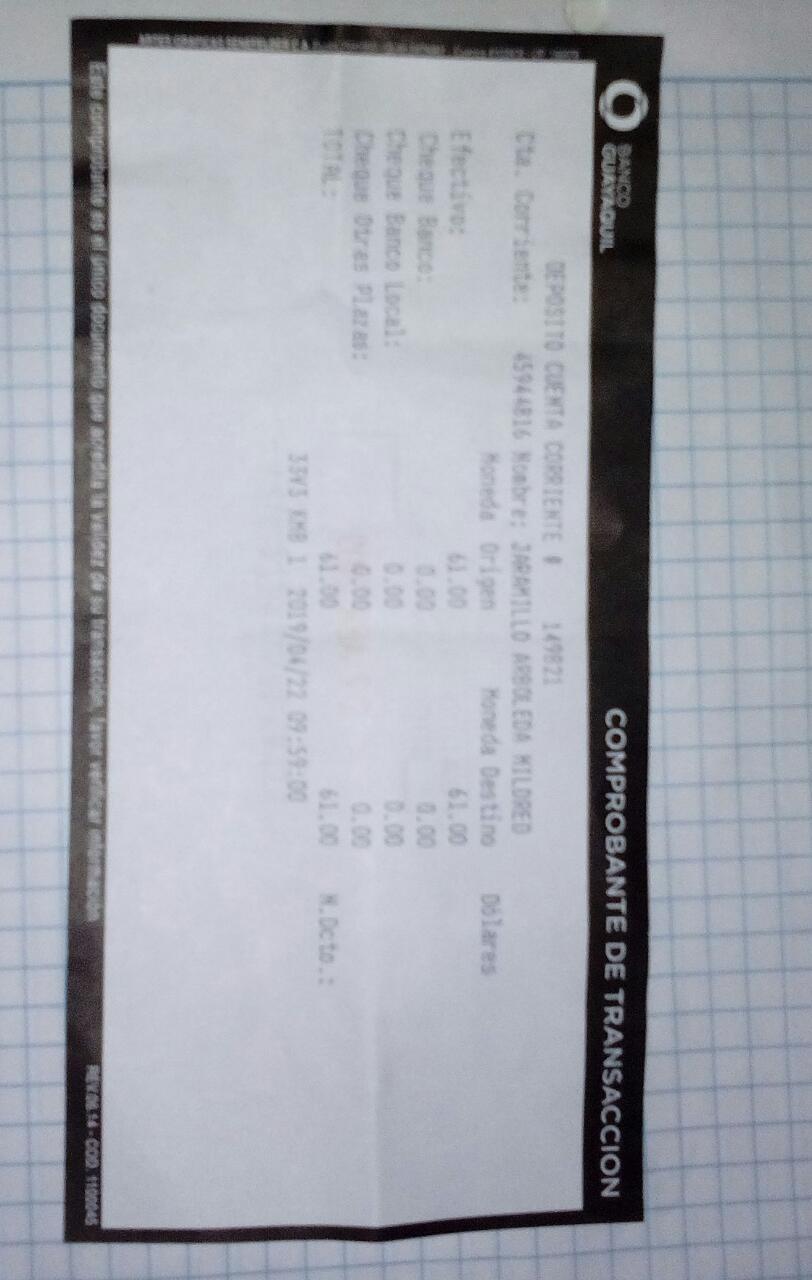 BANCO
GUAYAQUIL
COMPROBANTE DE TRANSACCION
DEPOSITO CUENTA CORRIENTE # 149821
Cta. Corriente: 45944816 Nombre: JARAMILLO ARBOLEDA MILDRED
Moneda Origen Moneda Destino Dólares
Efectivo: 61.00 61.00
Cheque Banco: 0.00 0.00
Cheque Banco Local: 0.00 0.00
Cheque Otras Plazas: 0.00 0.00
TOTAL: 61.00 61.00 N.Dcto.:
33V3 KMB 1 2019/04/22 09:59:00
Este comprobante es el único documento que acredita la validez de su transacción, favor verificar información
REV.06.14 - COD. 1100045